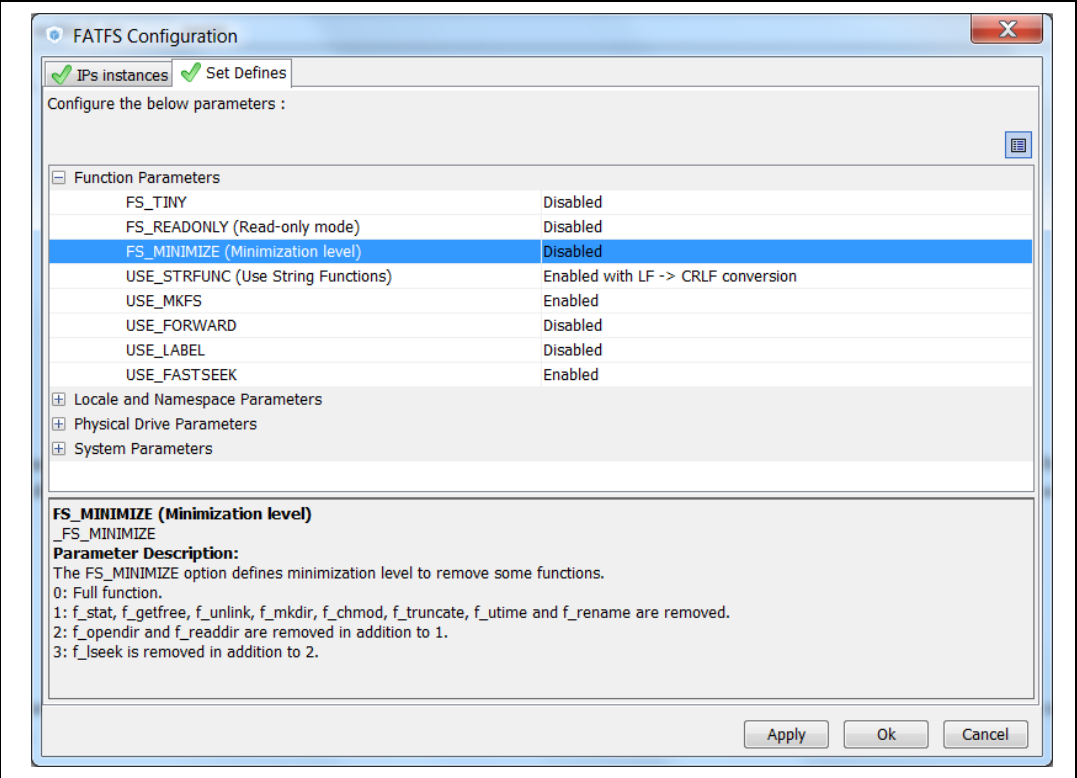 FATFS Configuration
IPs instances Set Defines
Configure the below parameters :
Function Parameters
FS_TINY Disabled
FS_READONLY (Read-only mode) Disabled
FS_MINIMIZE (Minimization level) Disabled
USE_STRFUNC (Use String Functions) Enabled with LF -> CRLF conversion
USE_MKFS Enabled
USE_FORWARD Disabled
USE_LABEL Disabled
USE_FASTSEEK Enabled
Locale and Namespace Parameters
Physical Drive Parameters
System Parameters
FS_MINIMIZE (Minimization level)
_FS_MINIMIZE
Parameter Description:
The FS_MINIMIZE option defines minimization level to remove some functions.
0: Full function.
1: f_stat, f_getfree, f_unlink, f_mkdir, f_chmod, f_truncate, f_utime and f_rename are removed.
2: f_opendir and f_readdir are removed in addition to 1.
3: f_lseek is removed in addition to 2.
Apply Ok Cancel